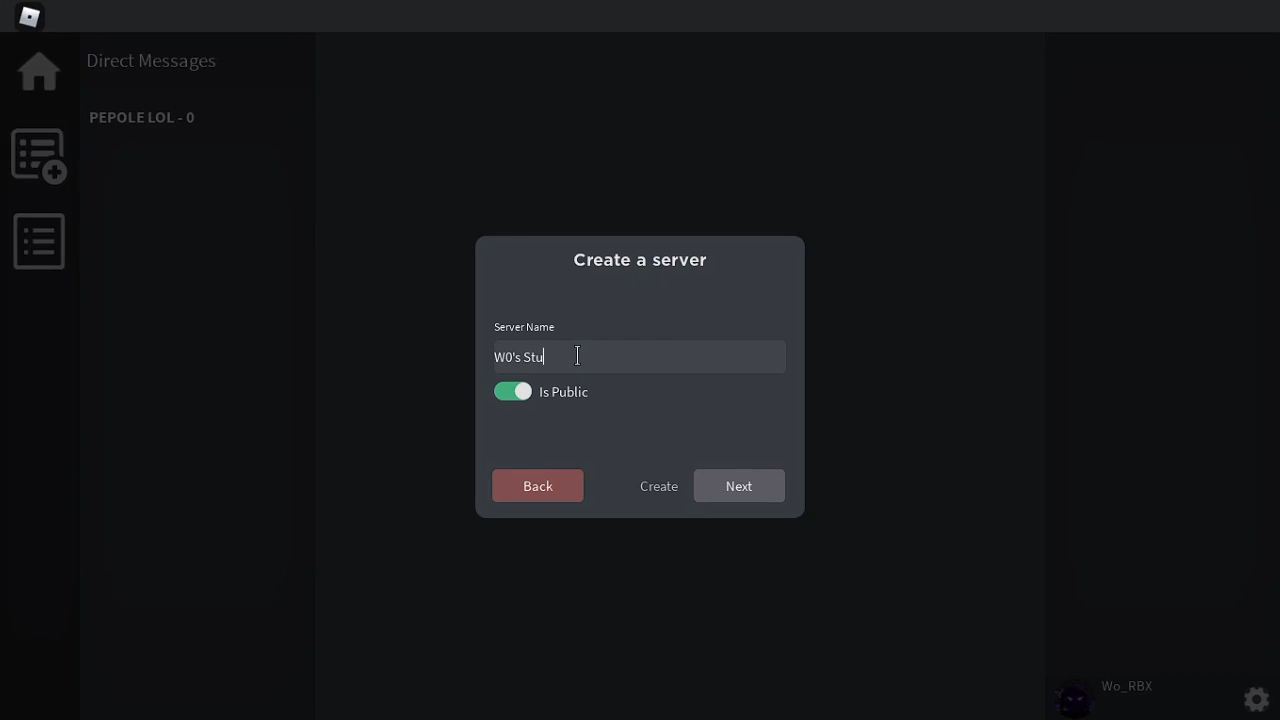 Direct Messages
PEPOLE LOL - 0
Create a server
Server Name
W0's Stu
Is Public
Back
Create
Next
Wo_RBX